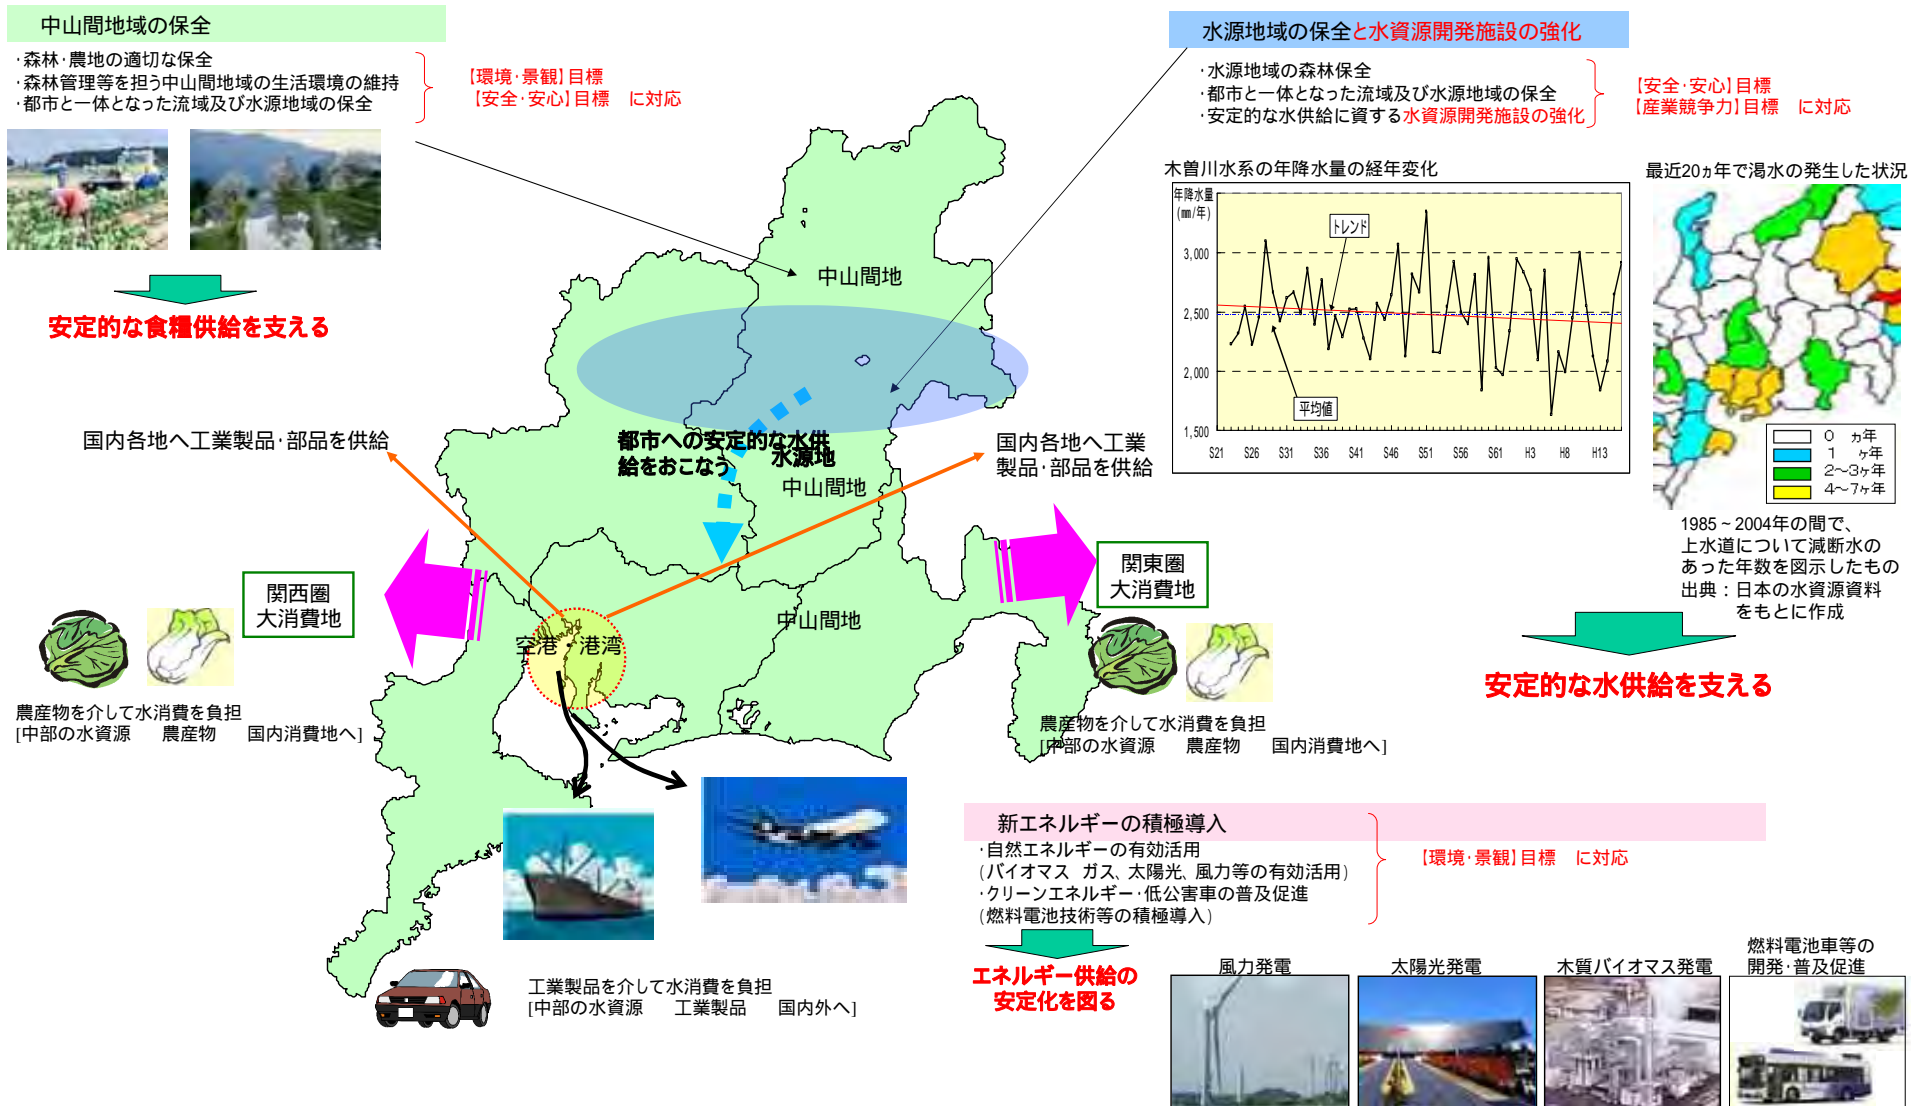 中山間地域の保全
・森林・農地の適切な保全
・森林管理等を担う中山間地域の生活環境の維持
・都市と一体となった流域及び水源地域の保全
【環境・景観】目標
【安全・安心】目標　に対応
安定的な食糧供給を支える
水源地域の保全と水資源開発施設の強化
・水源地域の森林保全
・都市と一体となった流域及び水源地域の保全
・安定的な水供給に資する水資源開発施設の強化
【安全・安心】目標
【産業競争力】目標　に対応
木曽川水系の年降水量の経年変化
年降水量
(㎜/年)
3,000
2,500
2,000
1,500
トレンド
平均値
S21 S26 S31 S36 S41 S46 S51 S56 S61 H3 H8 H13
最近20ヵ年で渇水の発生した状況
0　ヵ年
1　ヶ年
2～3ヶ年
4～7ヶ年
1985～2004年の間で、
上水道について減断水の
あった年数を図示したもの
出典：日本の水資源資料
をもとに作成
安定的な水供給を支える
中山間地
国内各地へ工業製品・部品を供給
都市への安定的な水供
給をおこなう
水源地
中山間地
国内各地へ工業
製品・部品を供給
関西圏
大消費地
関東圏
大消費地
中山間地
空港・港湾
農産物を介して水消費を負担
[中部の水資源　農産物　国内消費地へ]
農産物を介して水消費を負担
[中部の水資源　農産物　国内消費地へ]
工業製品を介して水消費を負担
[中部の水資源　工業製品　国内外へ]
新エネルギーの積極導入
・自然エネルギーの有効活用
(バイオマス　ガス、太陽光、風力等の有効活用)
・クリーンエネルギー・低公害車の普及促進
(燃料電池技術等の積極導入)
【環境・景観】目標　に対応
エネルギー供給の
安定化を図る
風力発電
太陽光発電
木質バイオマス発電
燃料電池車等の
開発・普及促進